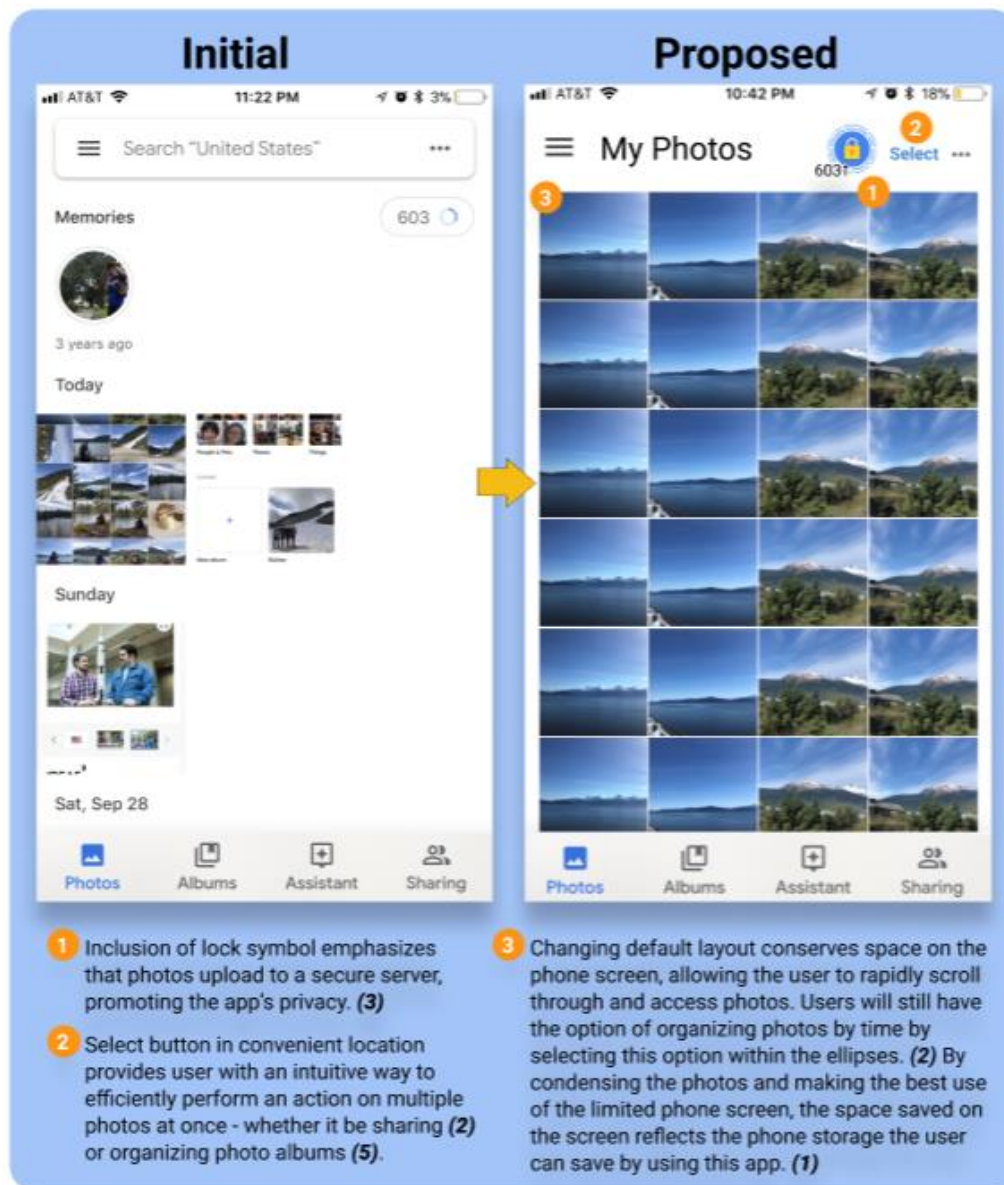 Initial
AT&T 11:22 PM 3%
Search "United States"
Memories
603
3 years ago
Today
Sunday
Sat, Sep 28
Photos Albums Assistant Sharing
Proposed
AT&T 10:42 PM 18%
2
My Photos
Select
603↑
3
1
Photos Albums Assistant Sharing
1 Inclusion of lock symbol emphasizes
that photos upload to a secure server,
promoting the app's privacy. (3)
2 Select button in convenient location
provides user with an intuitive way to
efficiently perform an action on multiple
photos at once - whether it be sharing (2)
or organizing photo albums (5).
3 Changing default layout conserves space on the
phone screen, allowing the user to rapidly scroll
through and access photos. Users will still have
the option of organizing photos by time by
selecting this option within the ellipses. (2) By
condensing the photos and making the best use
of the limited phone screen, the space saved on
the screen reflects the phone storage the user
can save by using this app. (1)